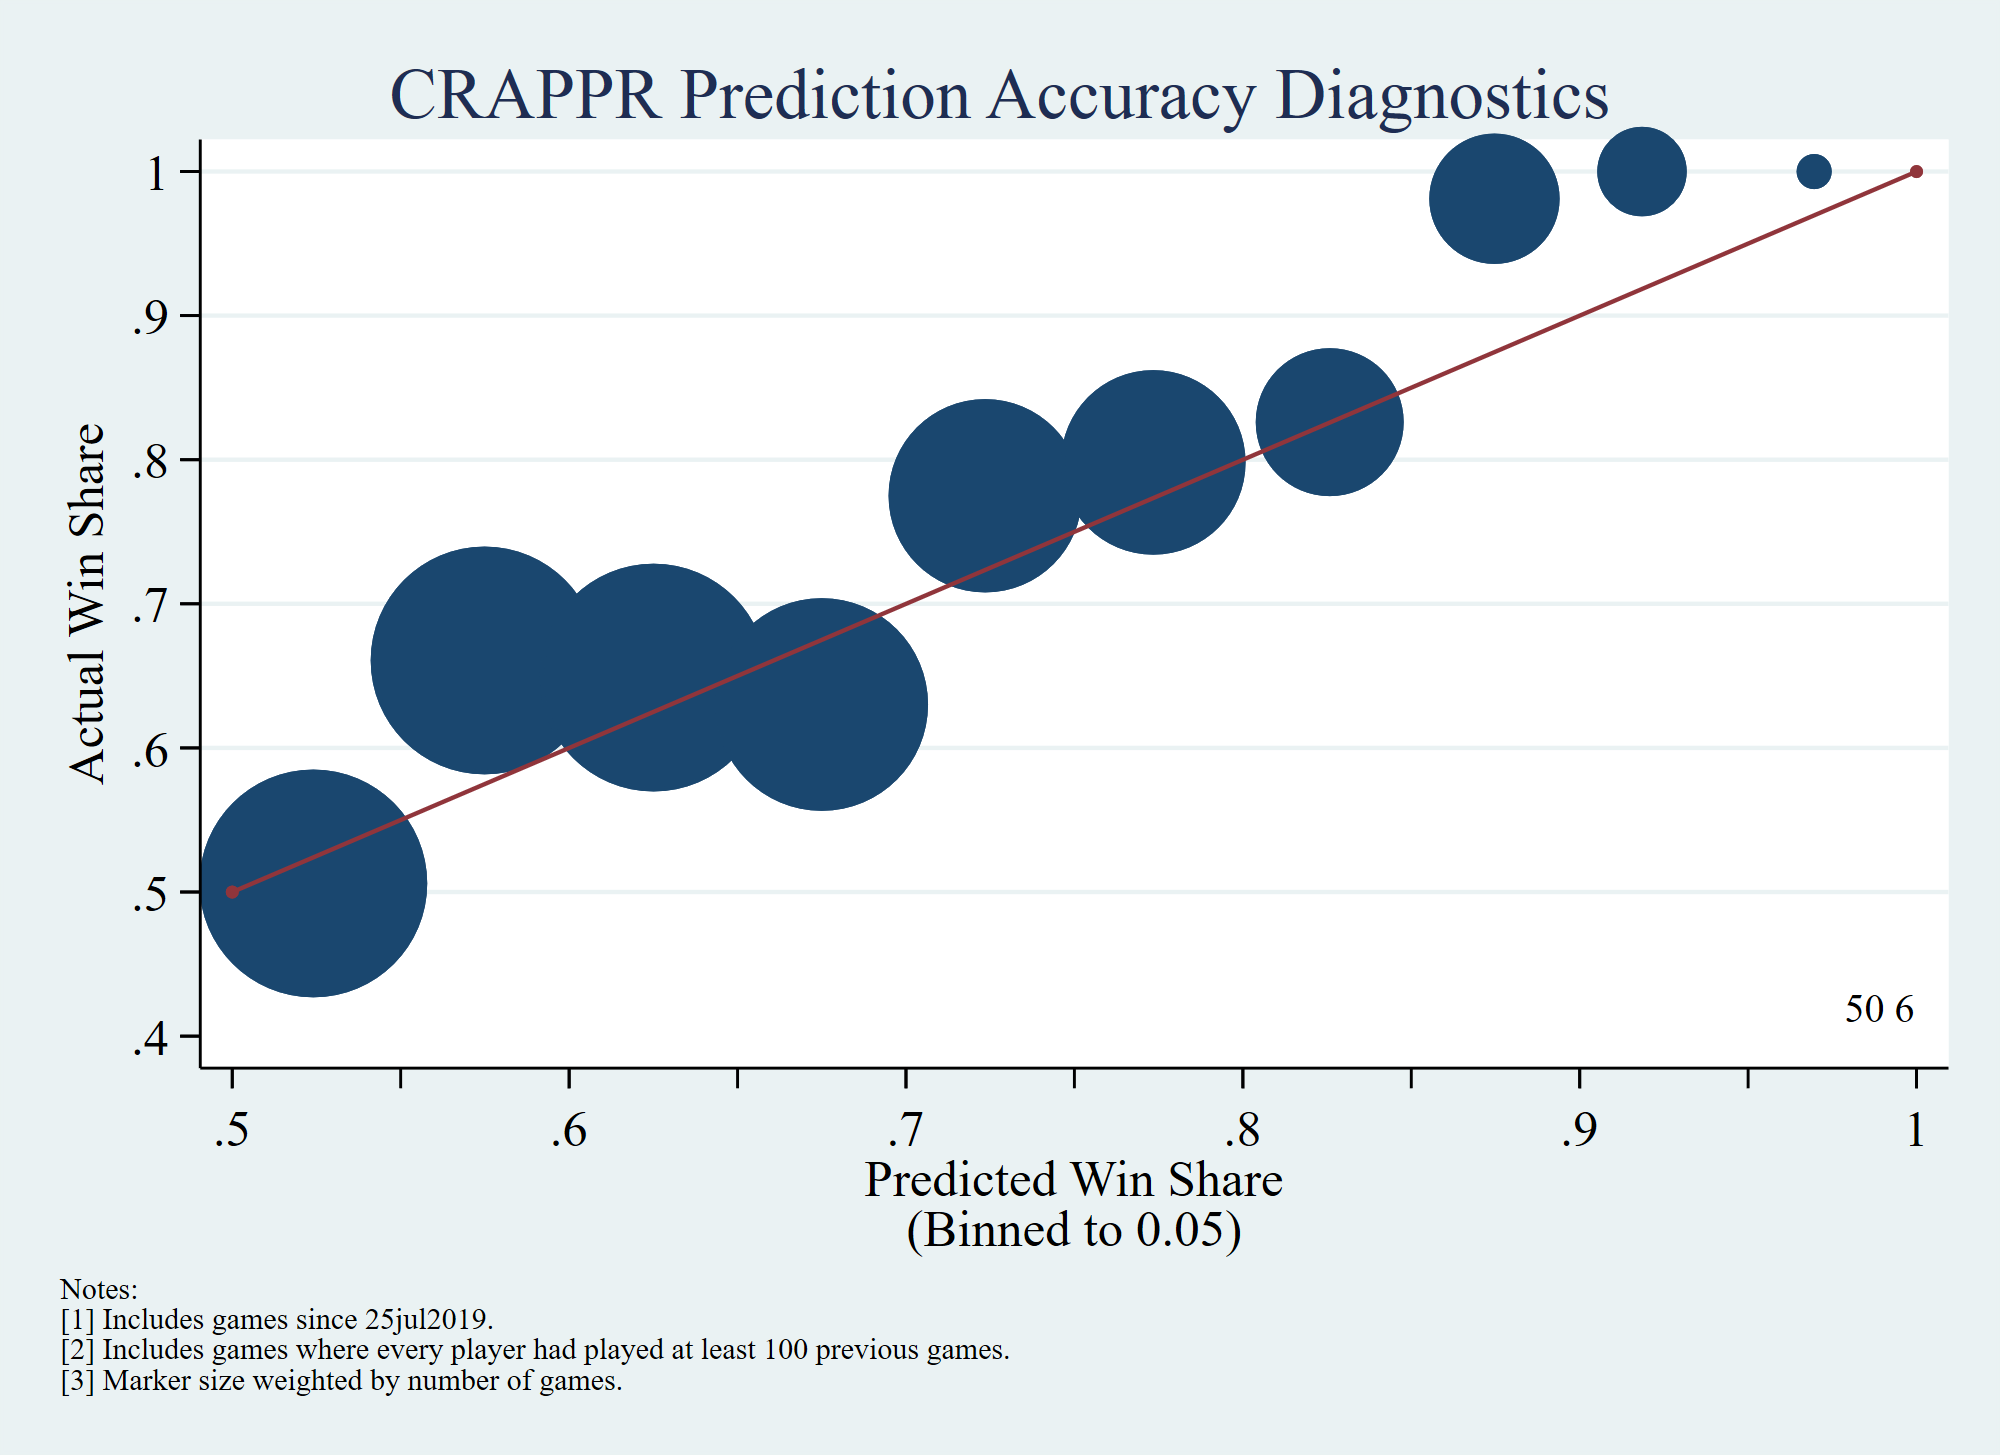 CRAPPR Prediction Accuracy Diagnostics
1
.9
.8
.7
.6
.5
.4
Actual Win Share
50 6
.5 .6 .7 .8 .9 1
Predicted Win Share
(Binned to 0.05)
Notes:
[1] Includes games since 25jul2019.
[2] Includes games where every player had played at least 100 previous games.
[3] Marker size weighted by number of games.